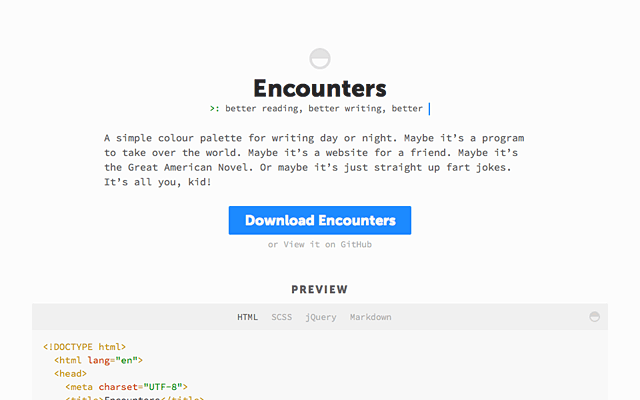 Encounters
>: better reading, better writing, better
A simple colour palette for writing day or night. Maybe it's a program
to take over the world. Maybe it's a website for a friend. Maybe it's
the Great American Novel. Or maybe it's just straight up fart jokes.
It's all you, kid!
Download Encounters
or View it on GitHub
PREVIEW
HTML SCSS jQuery Markdown
<!DOCTYPE html>
<html lang="en">
<head>
<meta charset="UTF-8">
<title>Encounters</title>